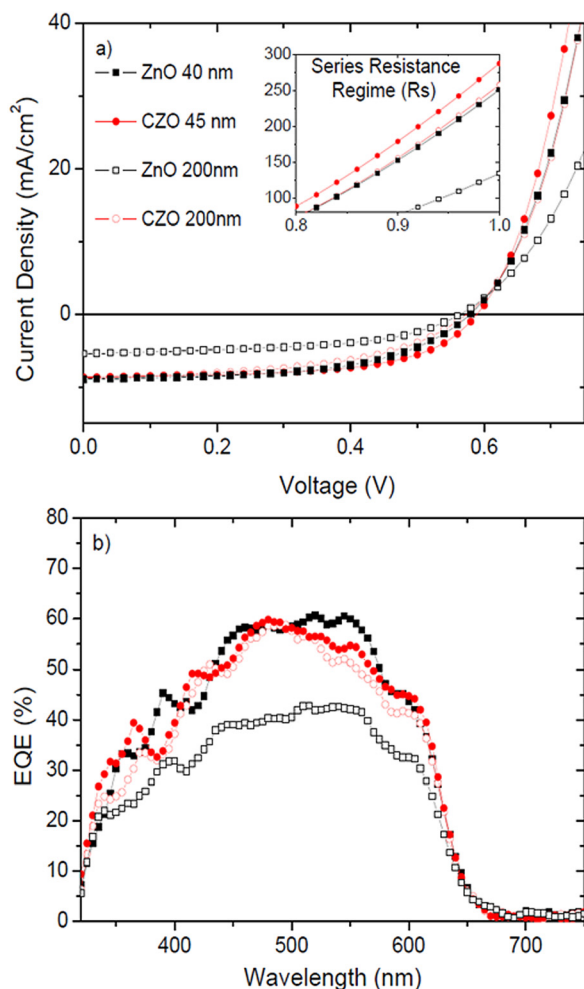 a)
ZnO 40 nm
CZO 45 nm
ZnO 200nm
CZO 200nm
Series Resistance
Regime (Rs)
300
250
200
150
100
0.8 0.9 1.0
40
20
0
Current Density (mA/cm²)
0.0 0.2 0.4 0.6
Voltage (V)
b)
80
70
60
50
40
30
20
10
0
EQE (%)
400 500 600 700
Wavelength (nm)